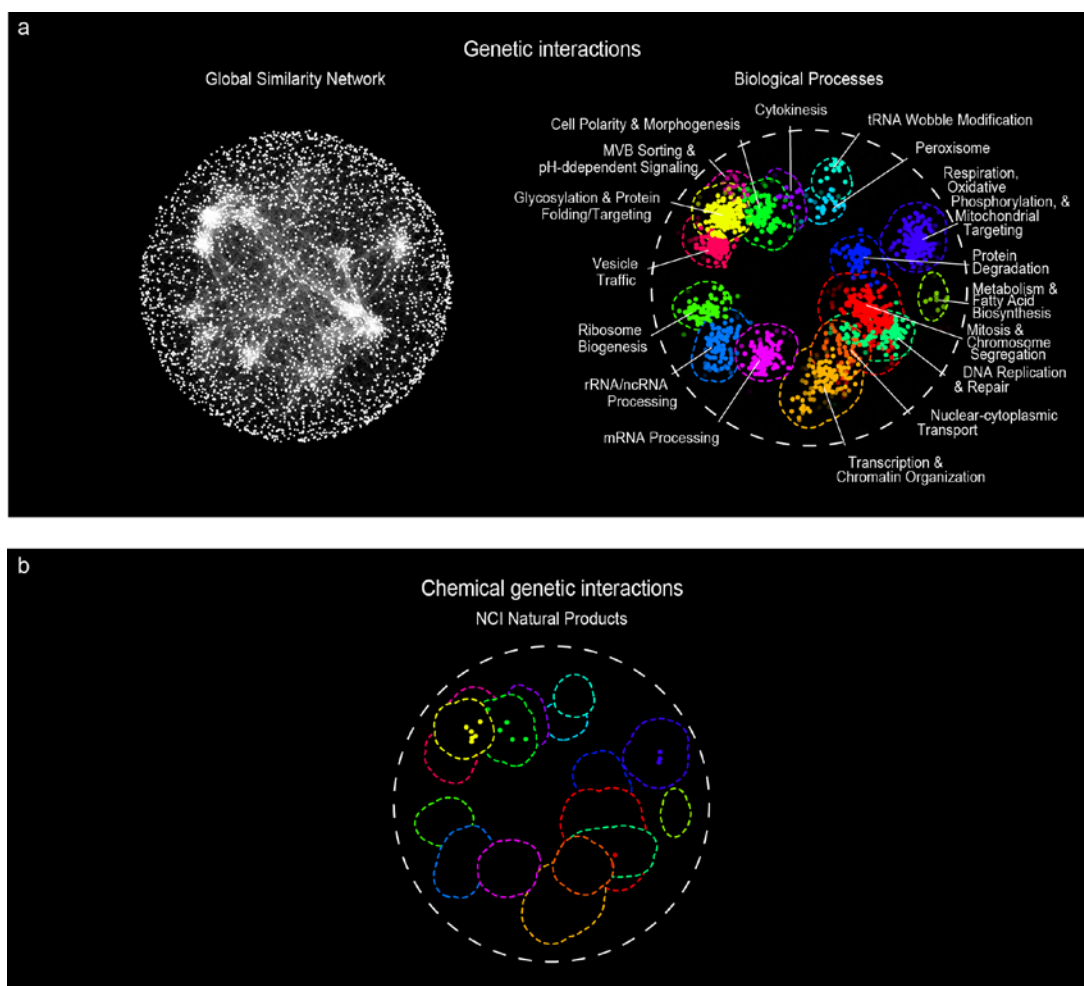 a
Genetic interactions
Global Similarity Network
Biological Processes
Cytokinesis
Cell Polarity & Morphogenesis
tRNA Wobble Modification
MVB Sorting &
pH-ddependent Signaling
Peroxisome
Glycosylation & Protein
Folding/Targeting
Respiration,
Oxidative
Phosphorylation, &
Mitochondrial
Targeting
Vesicle
Traffic
Protein
Degradation
Metabolism &
Fatty Acid
Biosynthesis
Ribosome
Biogenesis
Mitosis &
Chromosome
Segregation
rRNA/ncRNA
Processing
DNA Replication
& Repair
mRNA Processing
Nuclear-cytoplasmic
Transport
Transcription &
Chromatin Organization
b
Chemical genetic interactions
NCI Natural Products